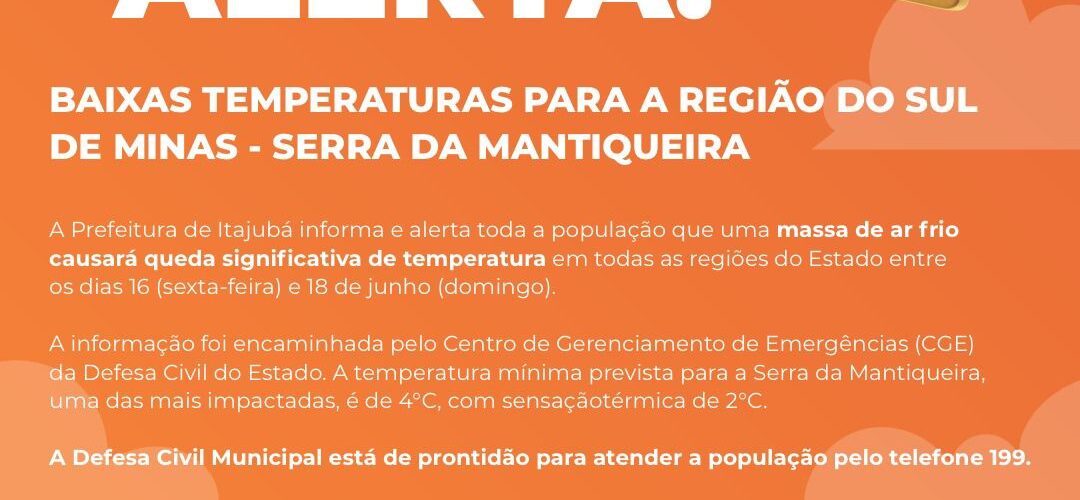 ALERTA!
BAIXAS TEMPERATURAS PARA A REGIÃO DO SUL
DE MINAS - SERRA DA MANTIQUEIRA
A Prefeitura de Itajubá informa e alerta toda a população que uma massa de ar frio
causará queda significativa de temperatura em todas as regiões do Estado entre
os dias 16 (sexta-feira) e 18 de junho (domingo).
A informação foi encaminhada pelo Centro de Gerenciamento de Emergências (CGE)
da Defesa Civil do Estado. A temperatura mínima prevista para a Serra da Mantiqueira,
uma das mais impactadas, é de 4°C, com sensaçãotérmica de 2°C.
A Defesa Civil Municipal está de prontidão para atender a população pelo telefone 199.